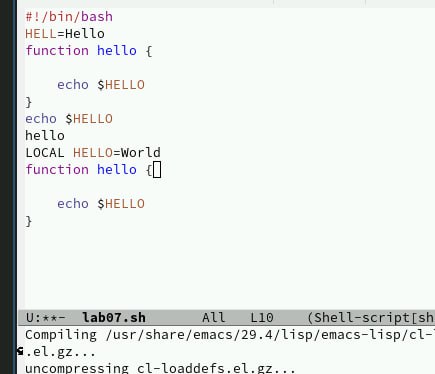 #!/bin/bash
HELL=Hello
function hello {
    echo $HELLO
}
echo $HELLO
hello
LOCAL HELLO=World
function hello {
    echo $HELLO
}
U:**-  lab07.sh       All   L10    (Shell-script[sh
Compiling /usr/share/emacs/29.4/lisp/emacs-lisp/cl-l
.el.gz...
uncompressing cl-loaddefs.el.gz...